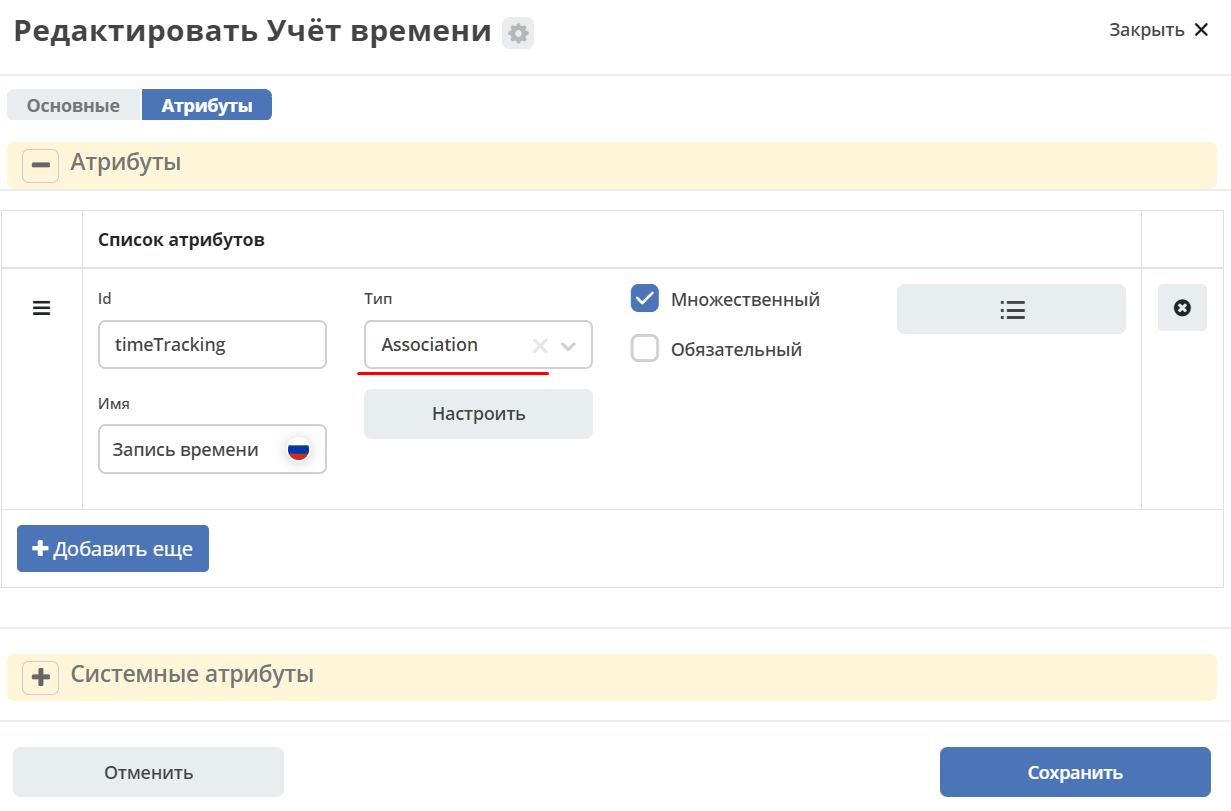 Редактировать Учёт времени
Закрыть
Основные
Атрибуты
Атрибуты
Список атрибутов
Id
Тип
Множественный
timeTracking
Association
Обязательный
Имя
Настроить
Запись времени
Добавить еще
Системные атрибуты
Отменить
Сохранить